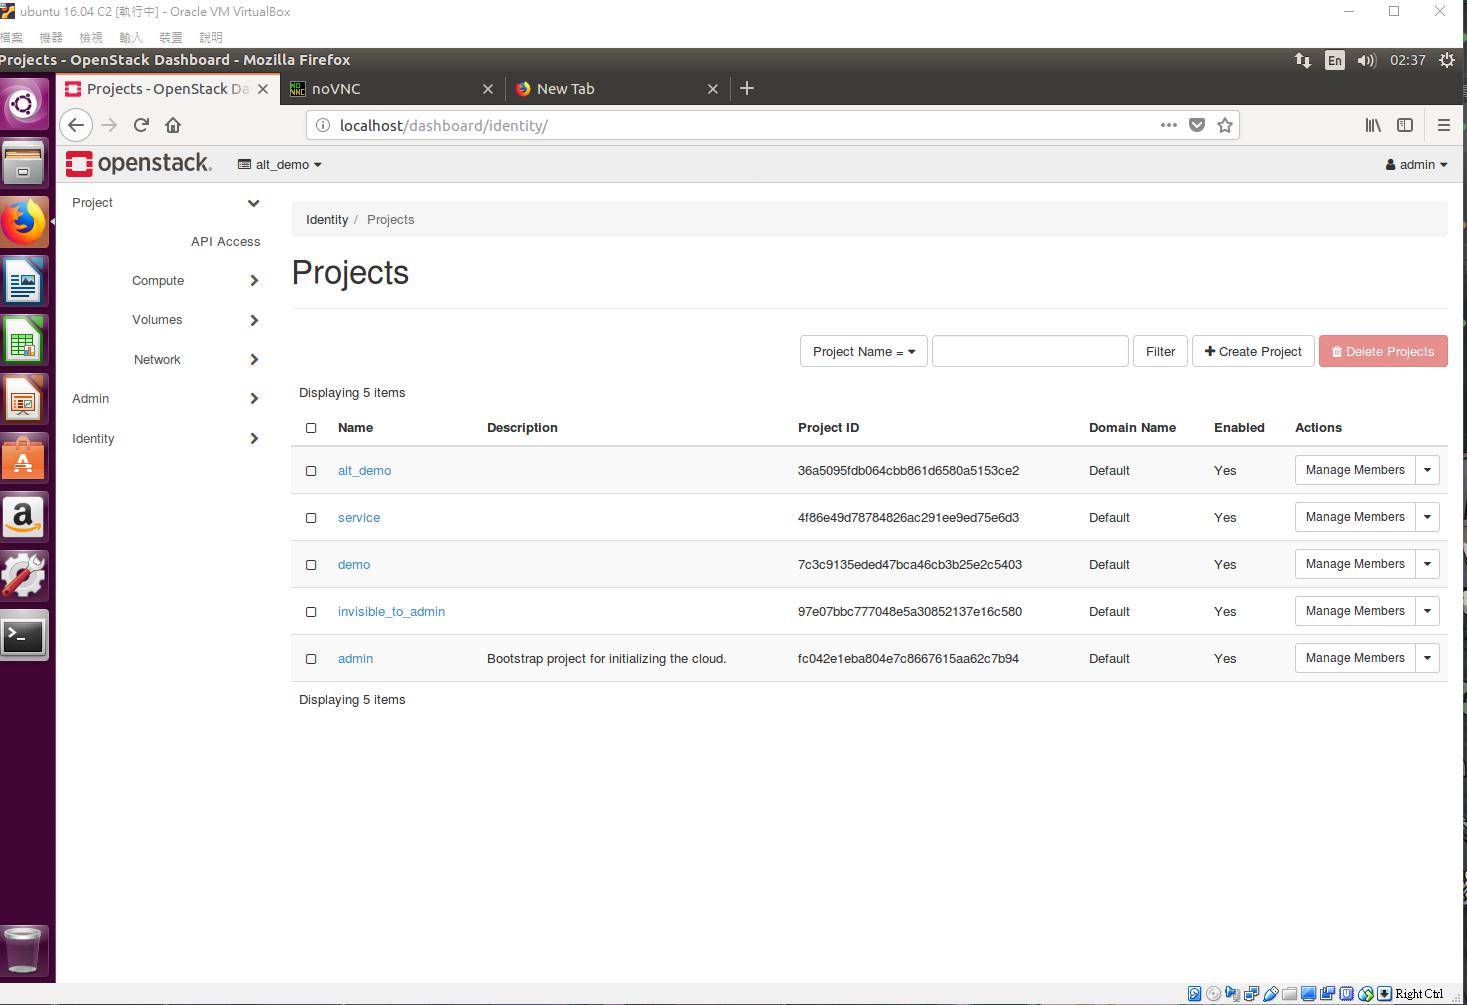 ubuntu 16.04 C2 [執行中] - Oracle VM VirtualBox
檔案 機器 檢視 輸入 裝置 說明
Projects - OpenStack Dashboard - Mozilla Firefox En 02:37
Projects - OpenStack Da noVNC New Tab
localhost/dashboard/identity/
openstack. alt_demo admin
Project
API Access
Compute
Volumes
Network
Admin
Identity
Identity / Projects
Projects
Project Name = Filter Create Project Delete Projects
Displaying 5 items
Name Description Project ID Domain Name Enabled Actions
alt_demo 36a5095fdb064cbb861d6580a5153ce2 Default Yes Manage Members
service 4f86e49d78784826ac291ee9ed75e6d3 Default Yes Manage Members
demo 7c3c9135eded47bca46cb3b25e2c5403 Default Yes Manage Members
invisible_to_admin 97e07bbc777048e5a30852137e16c580 Default Yes Manage Members
admin Bootstrap project for initializing the cloud. fc042e1eba804e7c8667615aa62c7b94 Default Yes Manage Members
Displaying 5 items
Right Ctrl